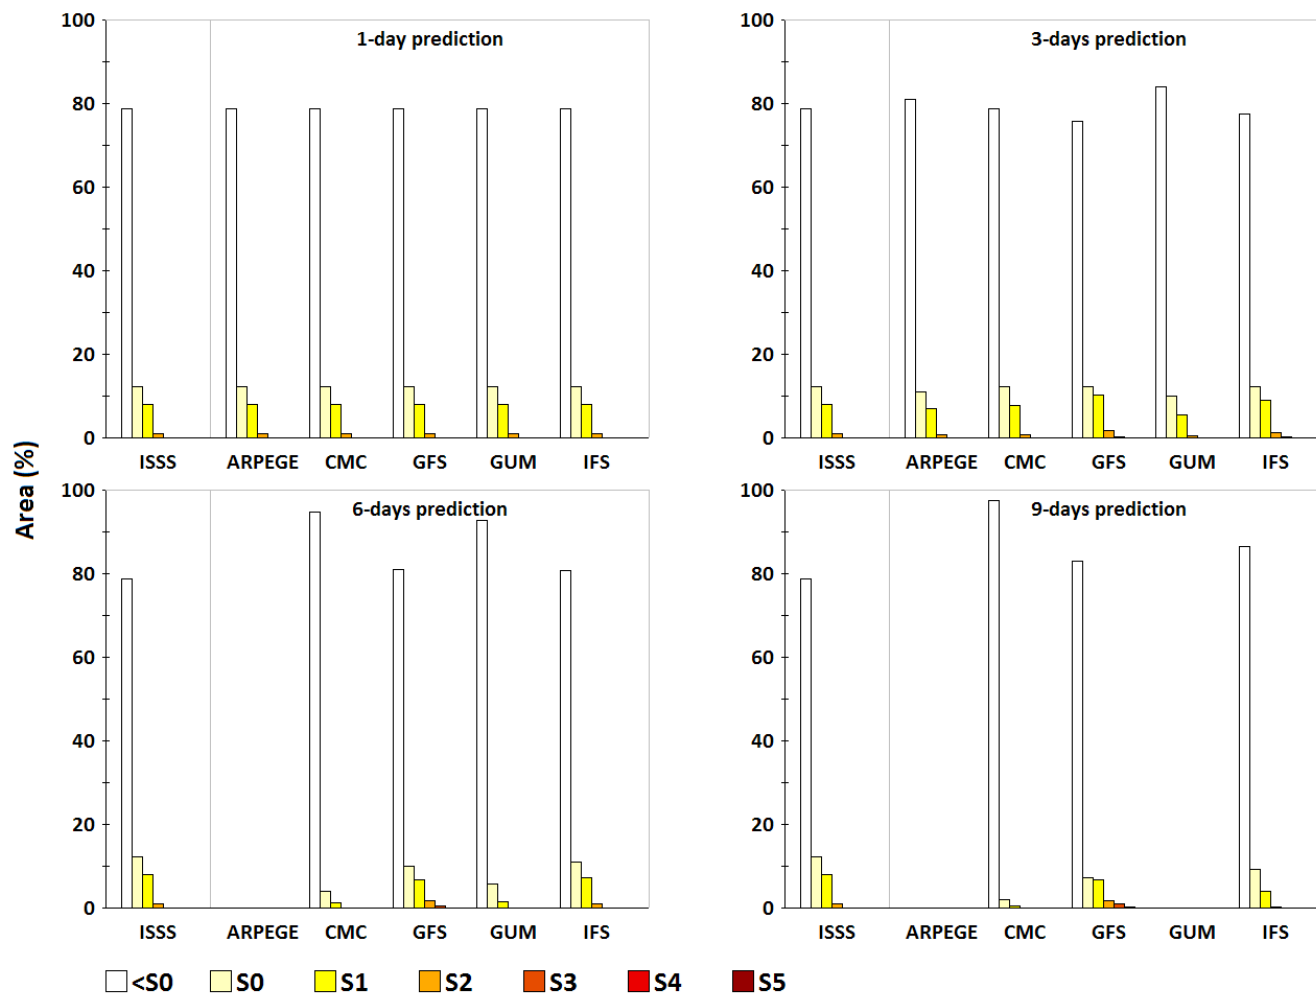 Area (%)
1-day prediction
100
80
60
40
20
0
ISSS ARPEGE CMC GFS GUM IFS
3-days prediction
100
80
60
40
20
0
ISSS ARPEGE CMC GFS GUM IFS
6-days prediction
100
80
60
40
20
0
ISSS ARPEGE CMC GFS GUM IFS
9-days prediction
100
80
60
40
20
0
ISSS ARPEGE CMC GFS GUM IFS
<S0 S0 S1 S2 S3 S4 S5